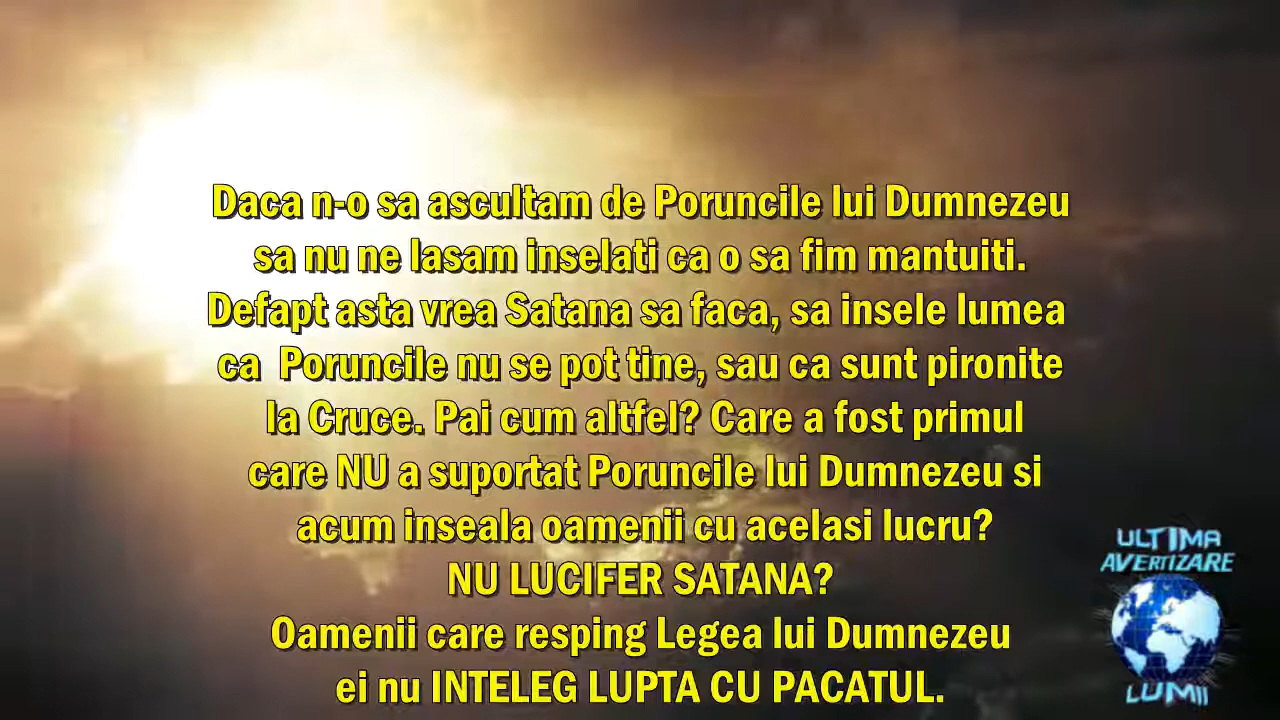 Daca n-o sa ascultam de Poruncile lui Dumnezeu
sa nu ne lasam inselati ca o sa fim mantuiti.
Defapt asta vrea Satana sa faca, sa insele lumea
ca  Poruncile nu se pot tine, sau ca sunt pironite
la Cruce. Pai cum altfel? Care a fost primul
care NU a suportat Poruncile lui Dumnezeu si
acum inseala oamenii cu acelasi lucru?
NU LUCIFER SATANA?
Oamenii care resping Legea lui Dumnezeu
ei nu INTELEG LUPTA CU PACATUL.
ULTIMA
AVERTIZARE
LUMII